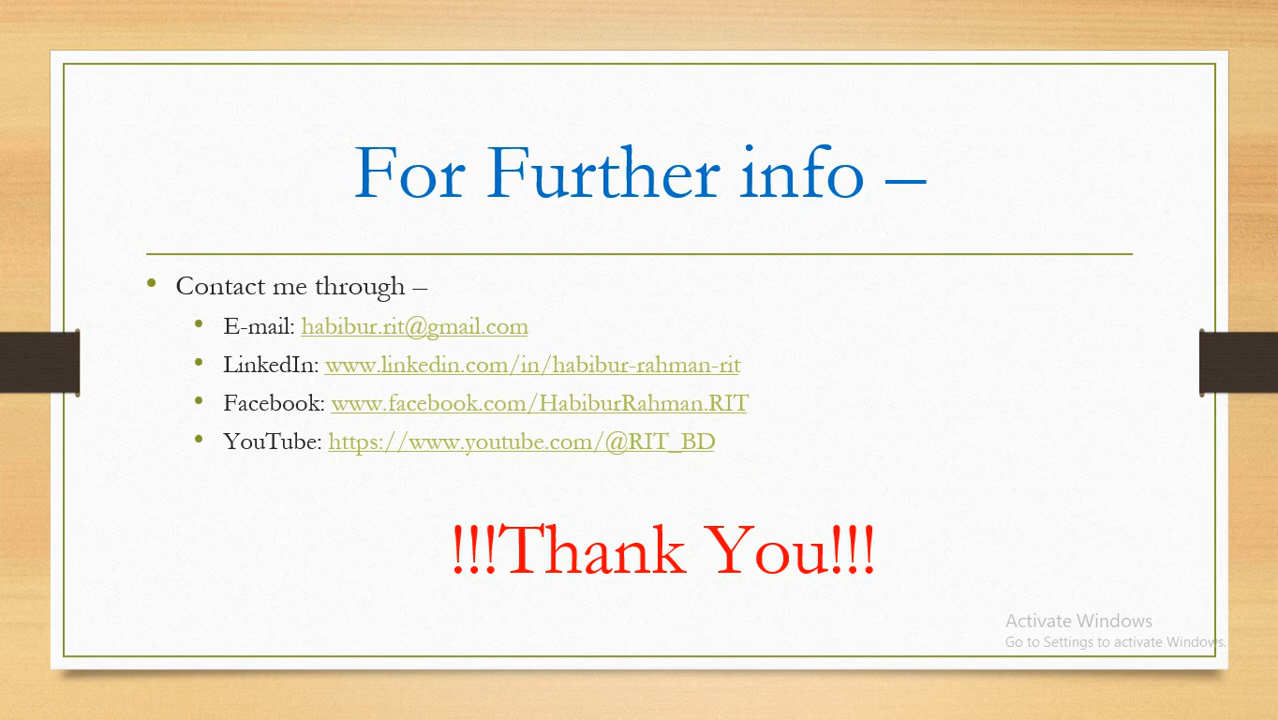 For Further info –
• Contact me through –
• E-mail: habibur.rit@gmail.com
• LinkedIn: www.linkedin.com/in/habibur-rahman-rit
• Facebook: www.facebook.com/HabiburRahman.RIT
• YouTube: https://www.youtube.com/@RIT_BD
!!!Thank You!!!
Activate Windows
Go to Settings to activate Windows.